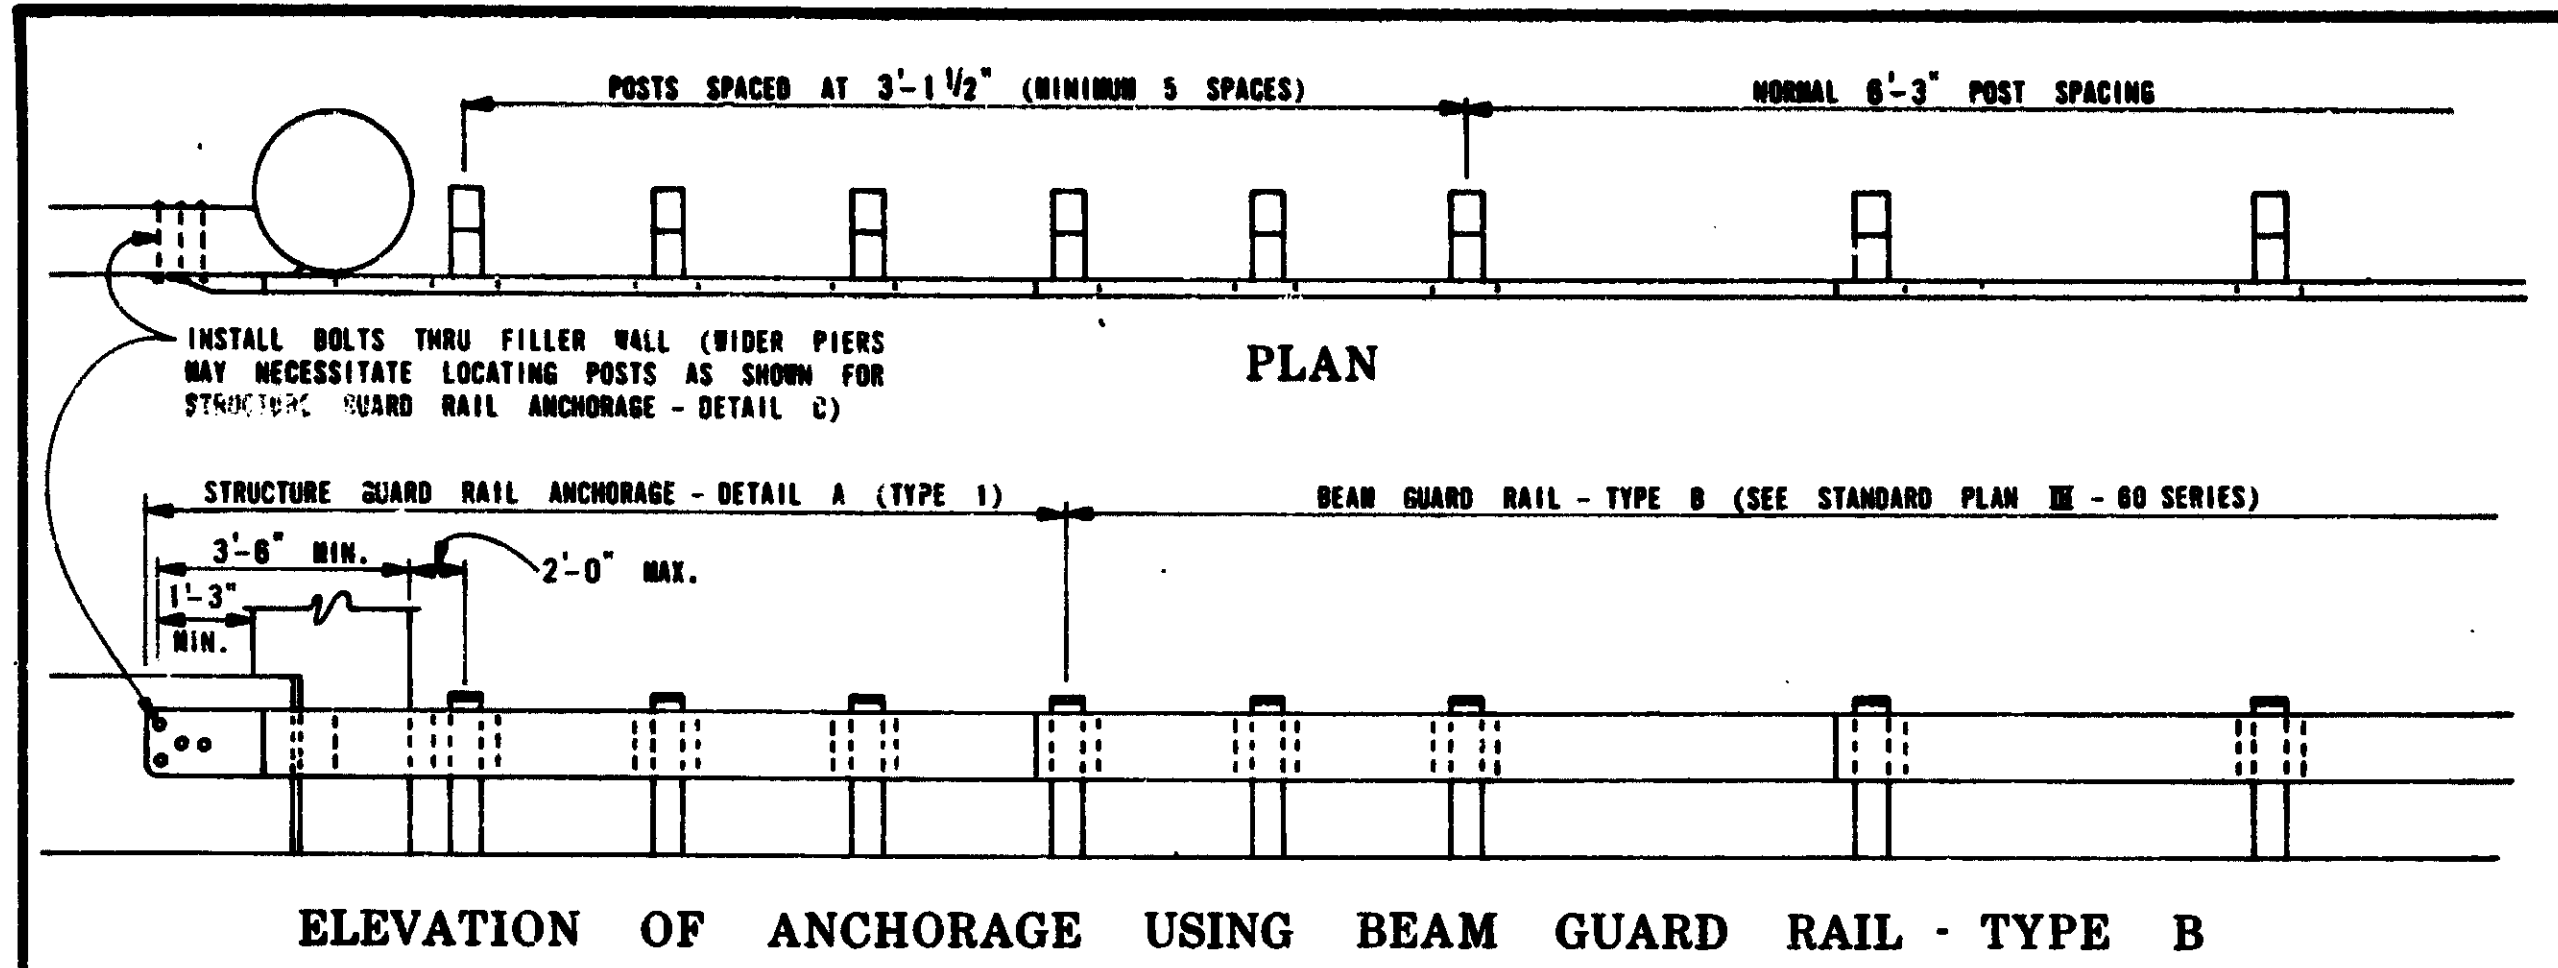 POSTS SPACED AT 3'-1 1/2" (MINIMUM 5 SPACES)
NORMAL 6'-3" POST SPACING
INSTALL BOLTS THRU FILLER WALL (WIDER PIERS
MAY NECESSITATE LOCATING POSTS AS SHOWN FOR
STRUCTURE GUARD RAIL ANCHORAGE - DETAIL C)
PLAN
STRUCTURE GUARD RAIL ANCHORAGE - DETAIL A (TYPE 1)
BEAM GUARD RAIL - TYPE B (SEE STANDARD PLAN III - 60 SERIES)
3'-6" MIN.
2'-0" MAX.
1'-3"
MIN.
ELEVATION OF ANCHORAGE USING BEAM GUARD RAIL - TYPE B